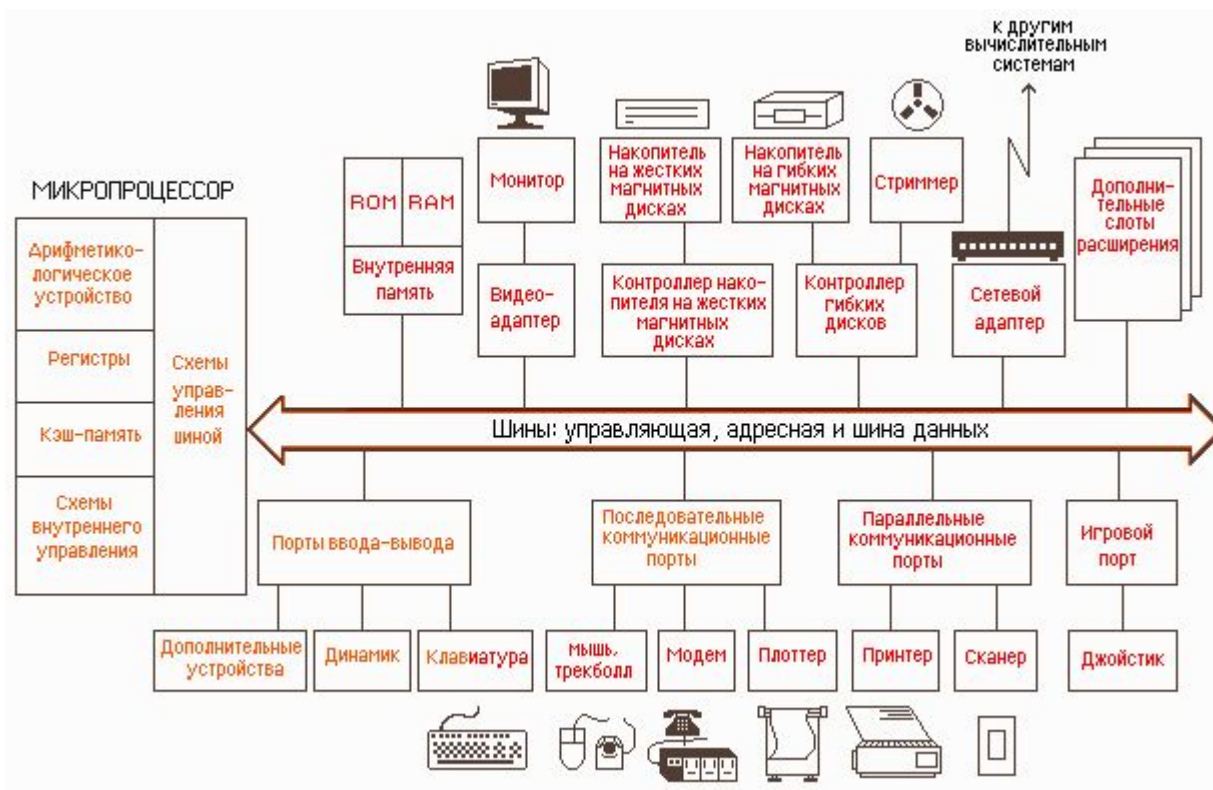 к другим
вычислительным
системам
МИКРОПРОЦЕССОР
Арифметико-
логическое
устройство
Регистры
Кэш-память
Схемы
внутреннего
управления
Схемы
управ-
ления
шиной
ROM
RAM
Внутренняя
память
Монитор
Видео-
адаптер
Накопитель
на жестких
магнитных
дисках
Контроллер нако-
пителя на жестких
магнитных
дисках
Накопитель
на гибких
магнитных
дисках
Стриммер
Контроллер
гибких
дисков
Сетевой
адаптер
Дополни-
тельные
слоты
расширения
Шины: управляющая, адресная и шина данных
Порты ввода-вывода
Последовательные
коммуникационные
порты
Параллельные
коммуникационные
порты
Игровой
порт
Дополнительные
устройства
Динамик
Клавиатура
мышь,
трекболл
Модем
Плоттер
Принтер
Сканер
Джойстик